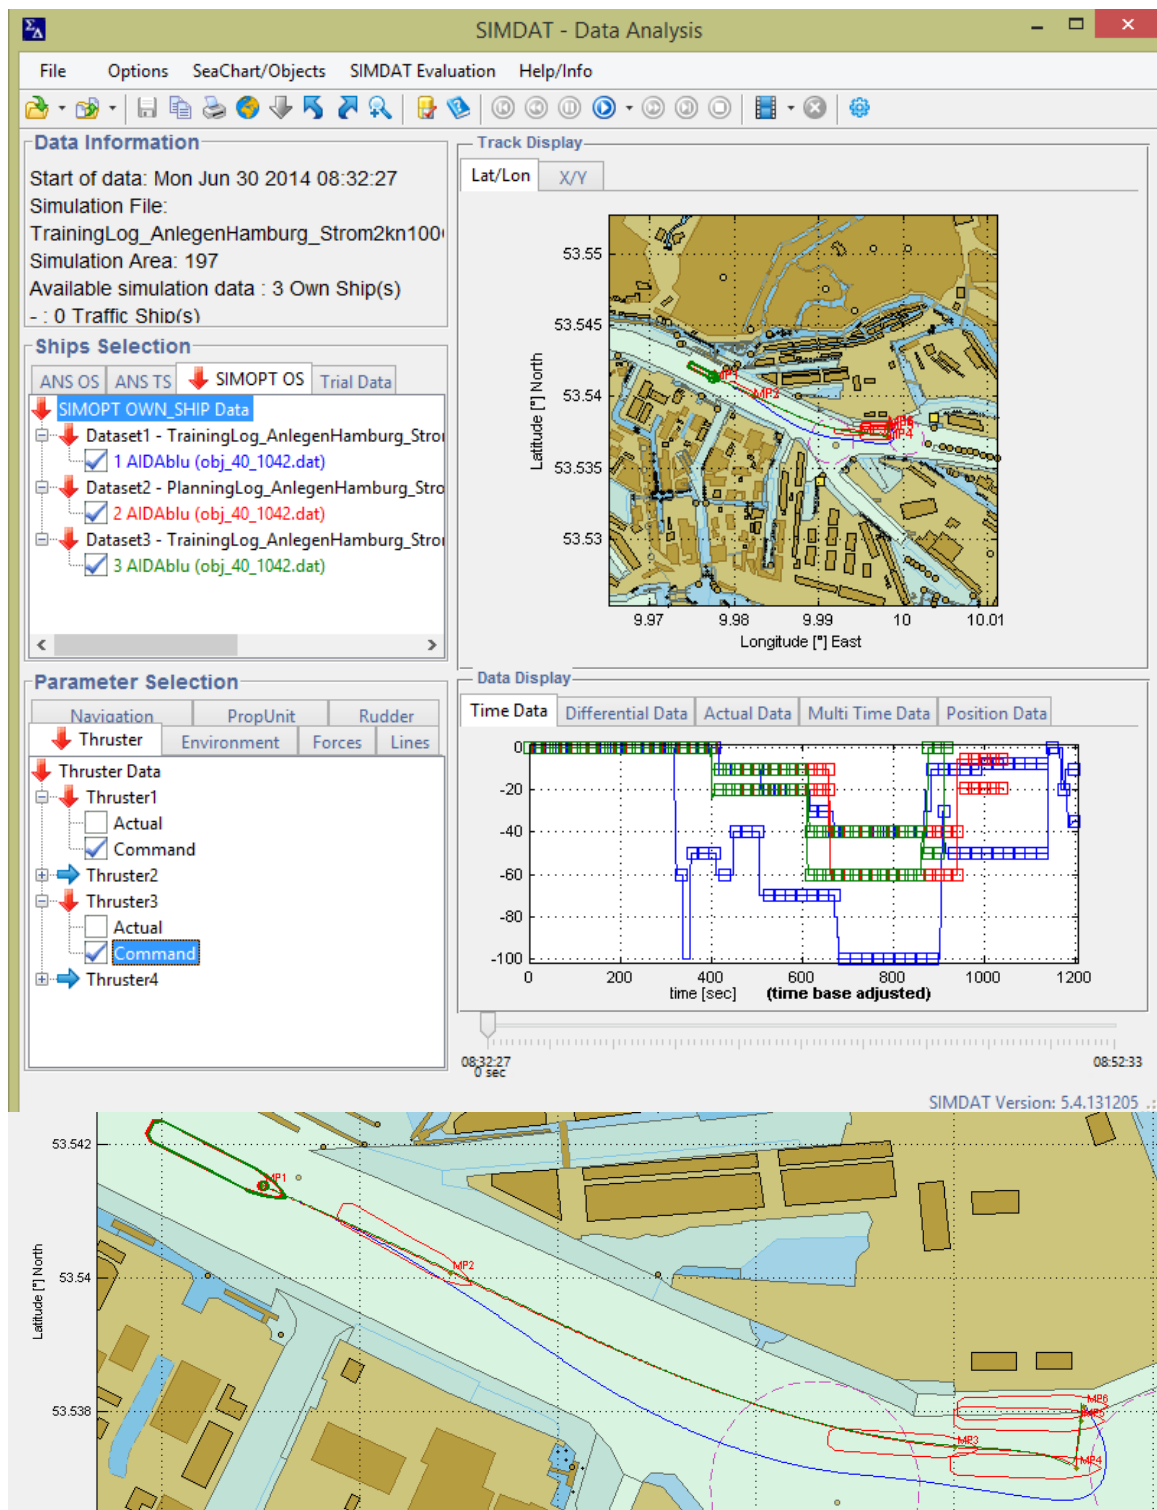 SIMDAT - Data Analysis
File Options SeaChart/Objects SIMDAT Evaluation Help/Info
Data Information
Start of data: Mon Jun 30 2014 08:32:27
Simulation File:
TrainingLog_AnlegenHamburg_Strom2kn100
Simulation Area: 197
Available simulation data : 3 Own Ship(s)
- : 0 Traffic Ship(s)
Ships Selection
ANS OS ANS TS SIMOPT OS Trial Data
SIMOPT OWN_SHIP Data
Dataset1 - TrainingLog_AnlegenHamburg_Stro
1 AIDAblu (obj_40_1042.dat)
Dataset2 - PlanningLog_AnlegenHamburg_Stro
2 AIDAblu (obj_40_1042.dat)
Dataset3 - TrainingLog_AnlegenHamburg_Stro
3 AIDAblu (obj_40_1042.dat)
Parameter Selection
Navigation PropUnit Rudder
Thruster Environment Forces Lines
Thruster Data
Thruster1
Actual
Command
Thruster2
Thruster3
Actual
Command
Thruster4
Track Display
Lat/Lon X/Y
53.55
53.545
53.54
53.535
53.53
Latitude [°] North
MP1
MP2
MP4
9.97 9.98 9.99 10 10.01
Longitude [°] East
Data Display
Time Data Differential Data Actual Data Multi Time Data Position Data
0
-20
-40
-60
-80
-100
0 200 400 600 800 1000 1200
time [sec] (time base adjusted)
08:32:27
0 sec
08:52:33
SIMDAT Version: 5.4.131205
53.542
53.54
53.538
Latitude [°] North
MP1
MP2
MP6
MP5
MP3
MP4